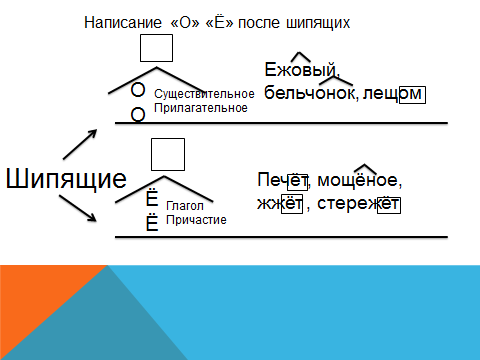 Написание «О» «Ё» после шипящих
О
О
Существительное
Прилагательное
Ежовый,
бельчонок, лещом
Шипящие
Ё
Ё
Глагол
Причастие
Печёт, мощёное,
жжёт , стережёт